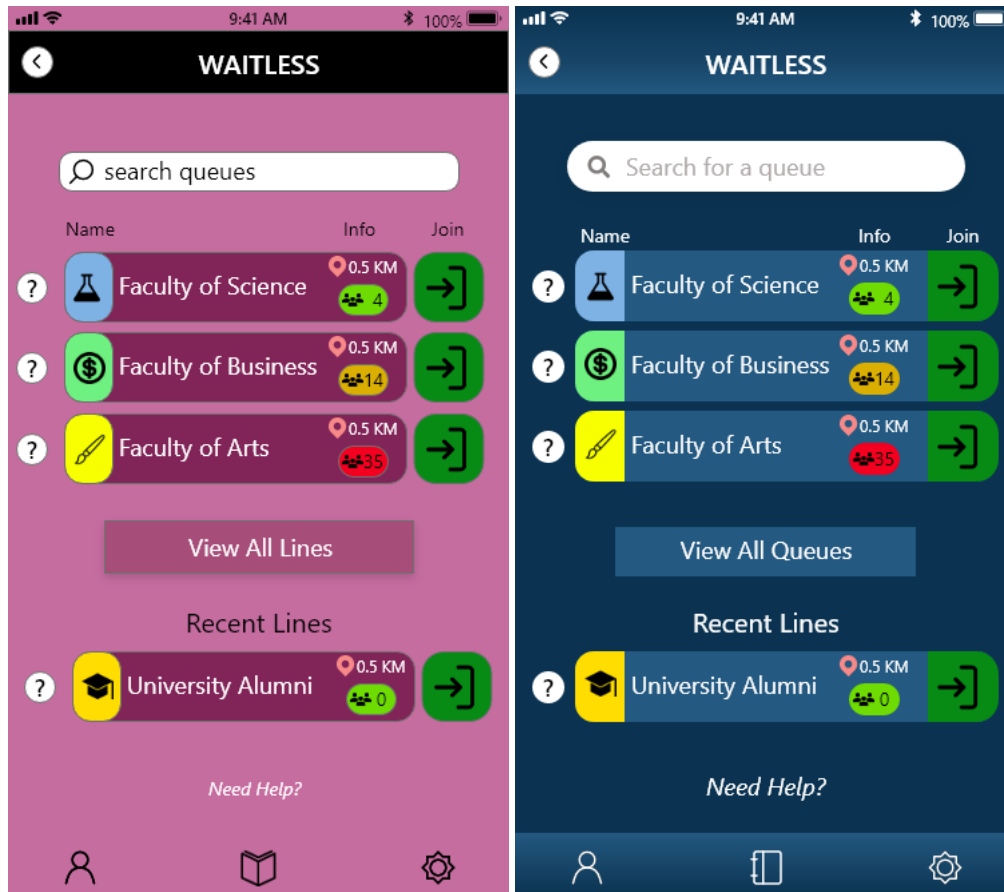 9:41 AM 100%
WAITLESS
search queues
Name Info Join
? Faculty of Science 0.5 KM
4
? $ Faculty of Business 0.5 KM
14
? Faculty of Arts 0.5 KM
35
View All Lines
Recent Lines
? University Alumni 0.5 KM
0
Need Help?
9:41 AM 100%
WAITLESS
Search for a queue
Name Info Join
? Faculty of Science 0.5 KM
4
? $ Faculty of Business 0.5 KM
14
? Faculty of Arts 0.5 KM
35
View All Queues
Recent Lines
? University Alumni 0.5 KM
0
Need Help?